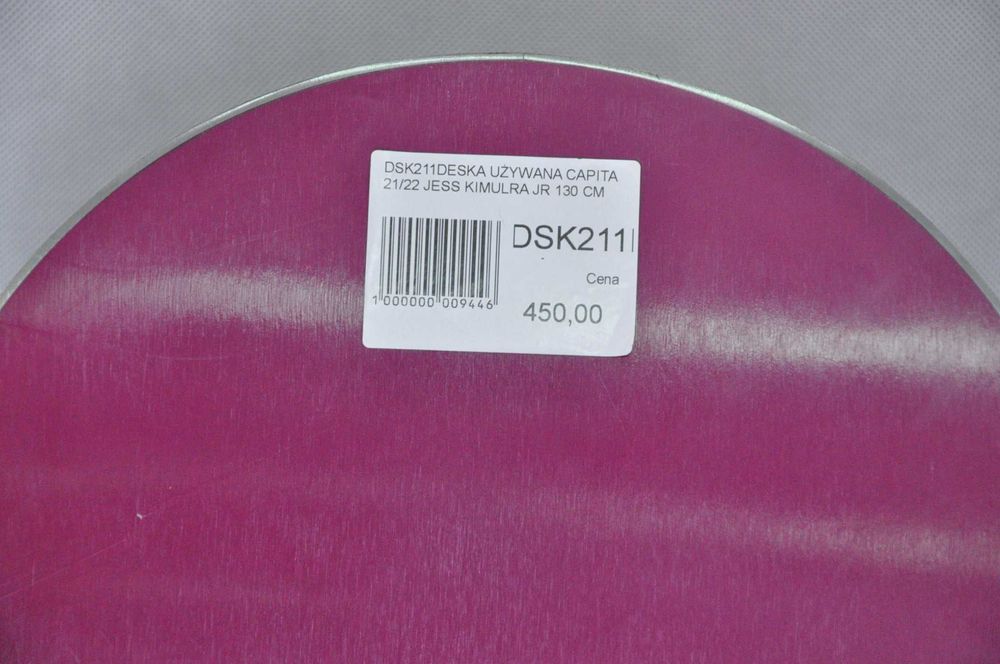 DSK211DESKA UŻYWANA CAPITA
21/22 JESS KIMULRA JR 130 CM
DSK211
Cena
1 000000 009446
450,00